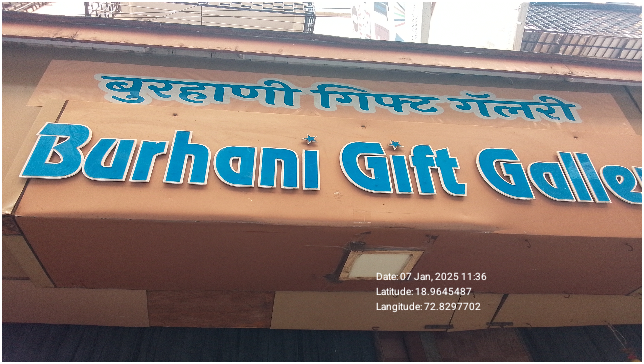 बुरहाणी गिफ्ट गॅलरी
Burhani Gift Galle
Date: 07 Jan, 2025 11:36
Latitude: 18.9645487
Langitude: 72.8297702